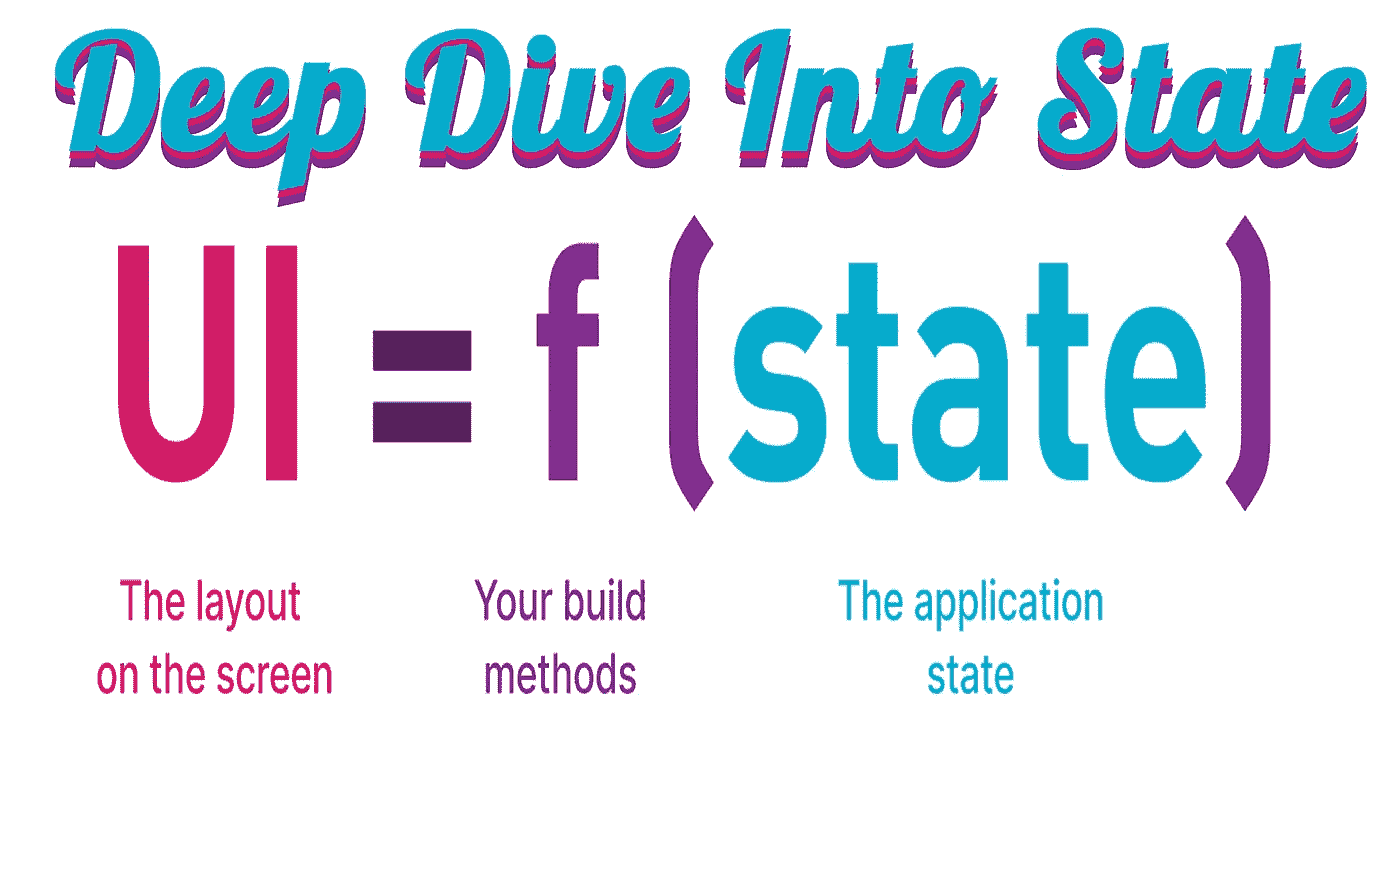 Deep Dive Into State
UI = f (state)
The layout
on the screen
Your build
methods
The application
state